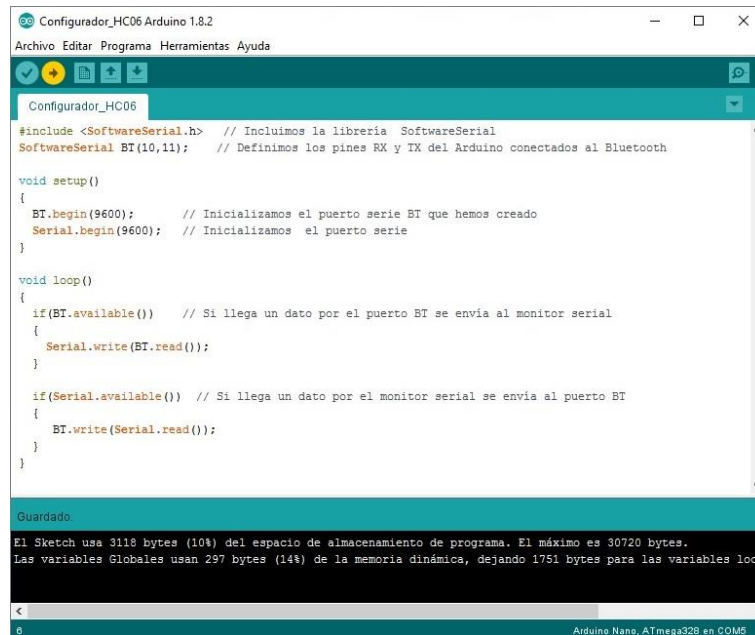 Configurador_HC06 Arduino 1.8.2
Archivo Editar Programa Herramientas Ayuda
Configurador_HC06
#include <SoftwareSerial.h>   // Incluimos la librería  SoftwareSerial
SoftwareSerial BT(10,11);    // Definimos los pines RX y TX del Arduino conectados al Bluetooth
void setup()
{
  BT.begin(9600);       // Inicializamos el puerto serie BT que hemos creado
  Serial.begin(9600);   // Inicializamos  el puerto serie
}
void loop()
{
  if(BT.available())    // Si llega un dato por el puerto BT se envía al monitor serial
  {
    Serial.write(BT.read());
  }
  if(Serial.available())  // Si llega un dato por el monitor serial se envía al puerto BT
  {
     BT.write(Serial.read());
  }
}
Guardado.
El Sketch usa 3118 bytes (10%) del espacio de almacenamiento de programa. El máximo es 30720 bytes.
Las variables Globales usan 297 bytes (14%) de la memoria dinámica, dejando 1751 bytes para las variables loc
6
Arduino Nano, ATmega328 en COM5